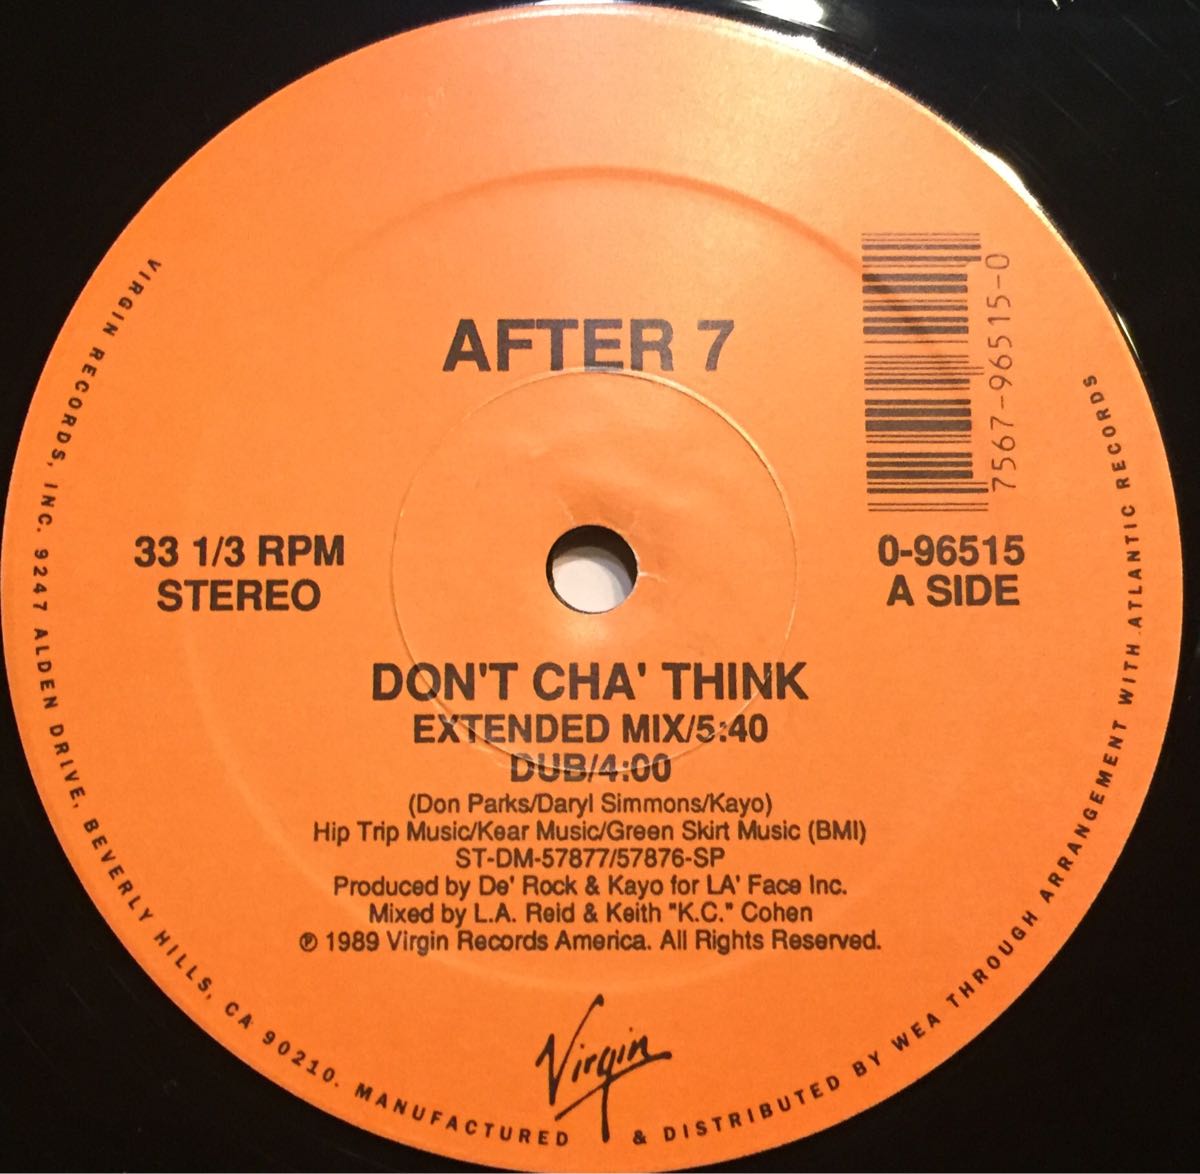 AFTER 7
7567-96515-0
33 1/3 RPM
STEREO
0-96515
A SIDE
DON'T CHA' THINK
EXTENDED MIX/5:40
DUB/4:00
(Don Parks/Daryl Simmons/Kayo)
Hip Trip Music/Kear Music/Green Skirt Music (BMI)
ST-DM-57877/57876-SP
Produced by De' Rock & Kayo for LA' Face Inc.
Mixed by L.A. Reid & Keith "K.C." Cohen
℗ 1989 Virgin Records America. All Rights Reserved.
Virgin
VIRGIN RECORDS, INC. 9247 ALDEN DRIVE, BEVERLY HILLS, CA 90210. MANUFACTURED & DISTRIBUTED BY WEA THROUGH ARRANGEMENT WITH ATLANTIC RECORDS